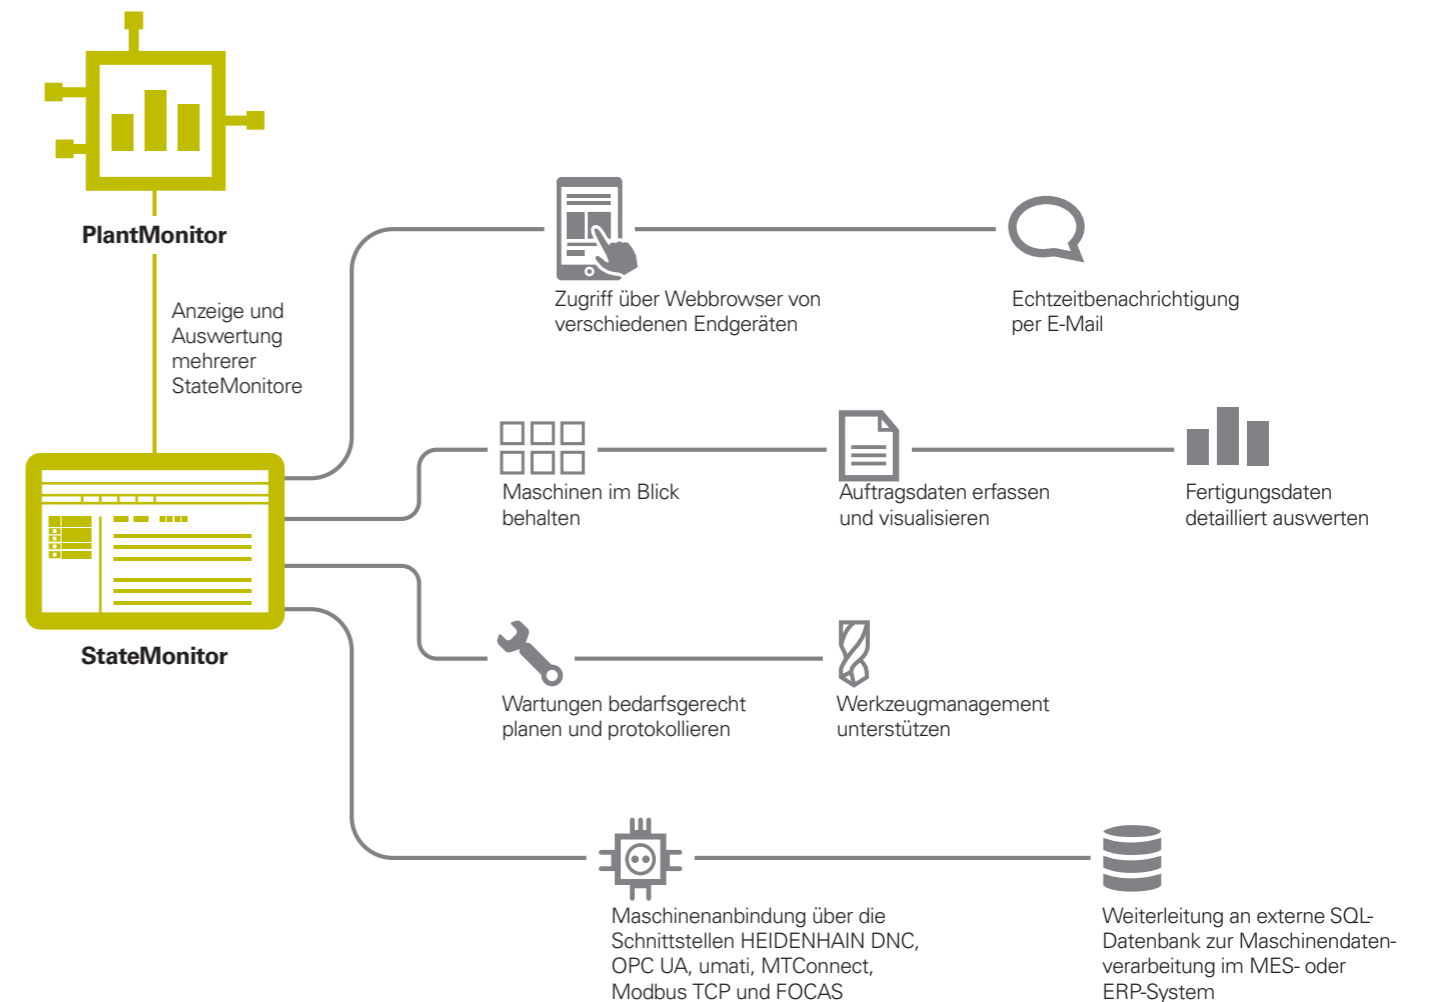 PlantMonitor
Anzeige und
Auswertung
mehrerer
StateMonitore
StateMonitor
Zugriff über Webbrowser von
verschiedenen Endgeräten
Echtzeitbenachrichtigung
per E-Mail
Maschinen im Blick
behalten
Auftragsdaten erfassen
und visualisieren
Fertigungsdaten
detailliert auswerten
Wartungen bedarfsgerecht
planen und protokollieren
Werkzeugmanagement
unterstützen
Maschinenanbindung über die
Schnittstellen HEIDENHAIN DNC,
OPC UA, umati, MTConnect,
Modbus TCP und FOCAS
Weiterleitung an externe SQL-
Datenbank zur Maschinendaten-
verarbeitung im MES- oder
ERP-System